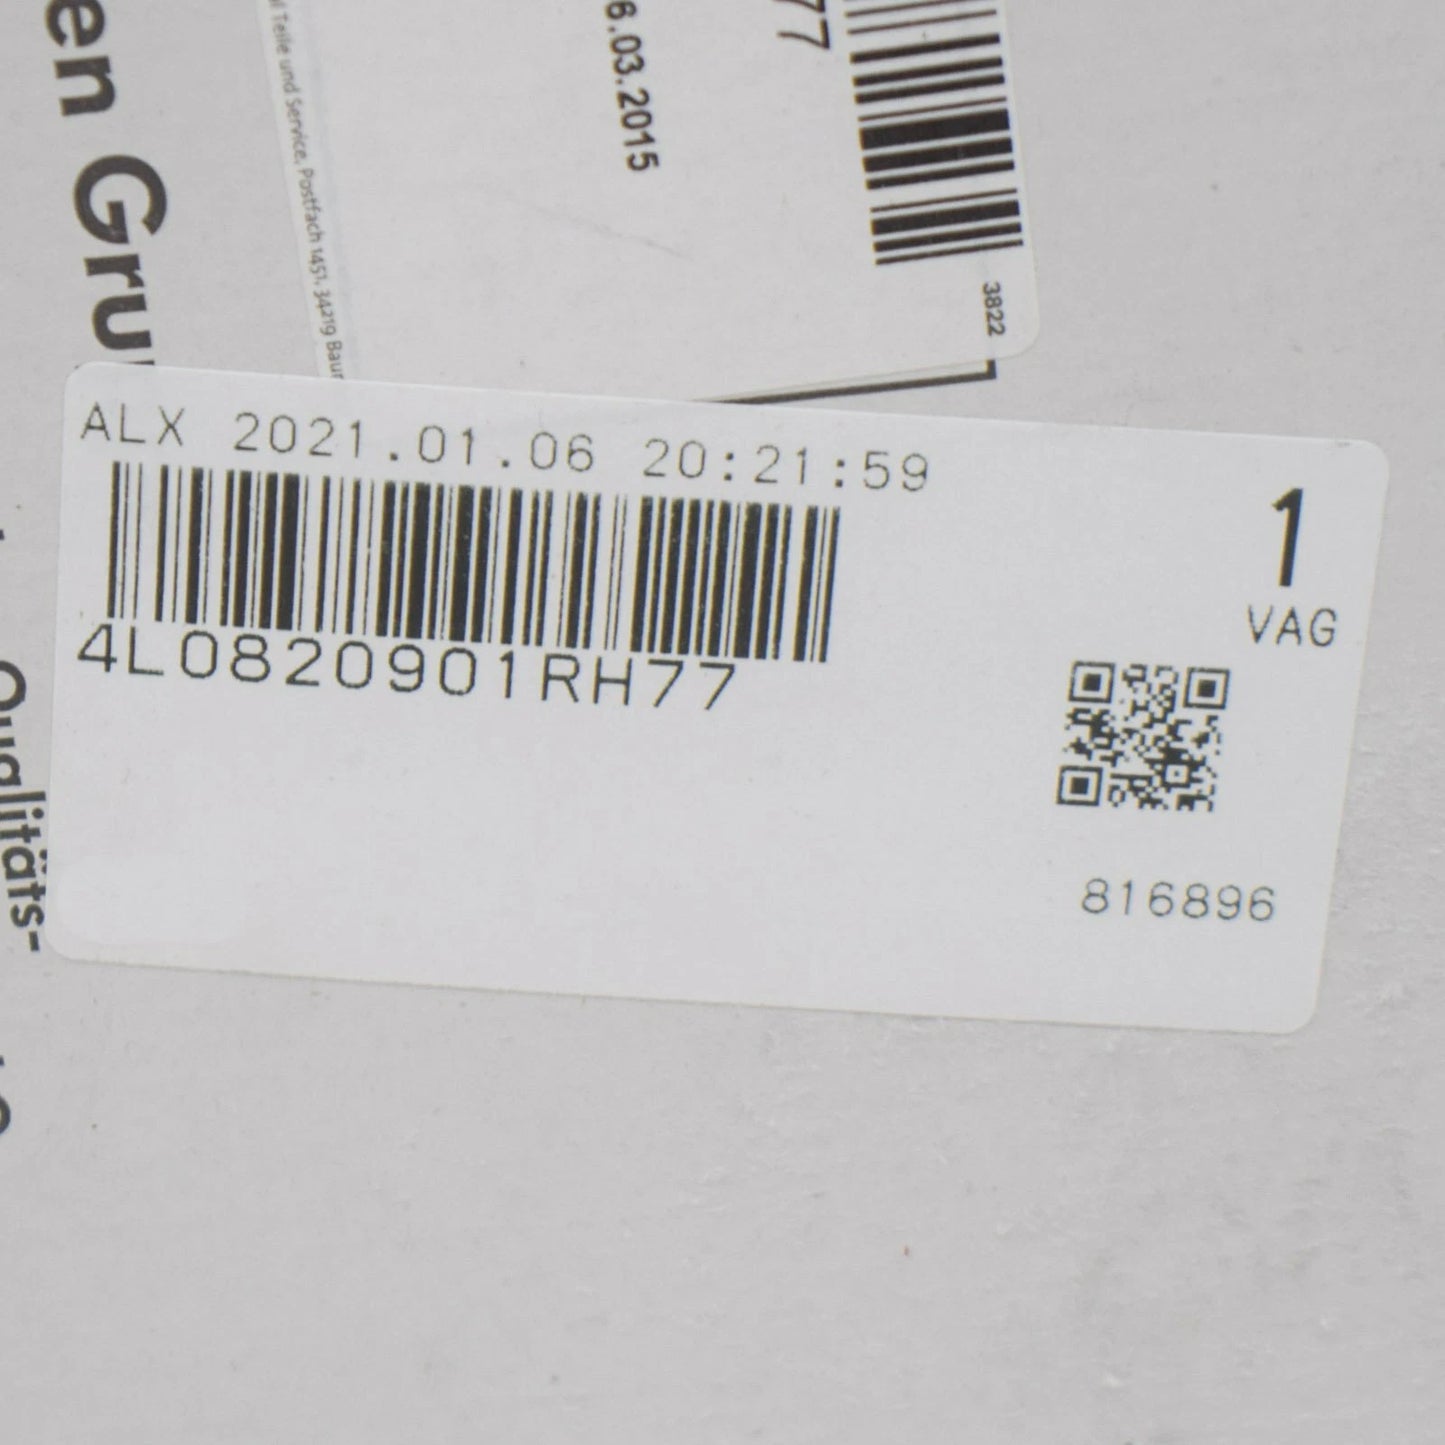 en Gru
Teile und Service, Postfach 1451, 34219
6.03.2015
77
3822
ALX 2021.01.06 20:21:59
4L0820901RH77
1
VAG
816896
Qualitäts-